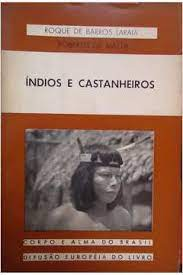 ROQUE DE BARROS LARAIA
ROBERTO DA MATTA
ÍNDIOS E CASTANHEIROS
CORPO E ALMA DO BRASIL
DIFUSÃO EUROPÉIA DO LIVRO